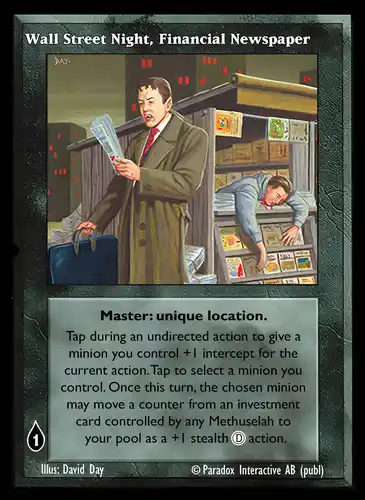 Wall Street Night, Financial Newspaper
DAY-
Master: unique location.
Tap during an undirected action to give a
minion you control +1 intercept for the
current action. Tap to select a minion you
control. Once this turn, the chosen minion
may move a counter from an investment
card controlled by any Methuselah to
your pool as a +1 stealth Ⓓ action.
1
Illus: David Day
© Paradox Interactive AB (publ)